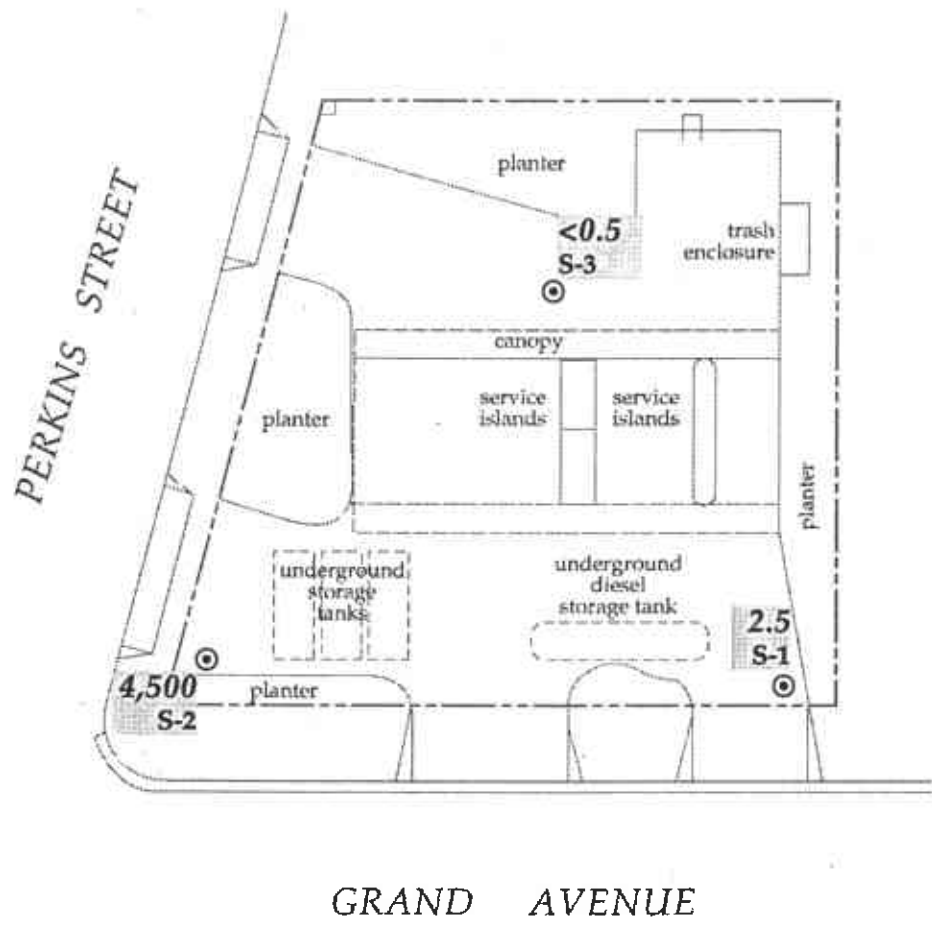 PERKINS STREET
planter
<0.5
S-3
trash
enclosure
canopy
planter
service
islands
service
islands
planter
underground
storage
tanks
underground
diesel
storage tank
2.5
S-1
4,500
S-2
planter
GRAND AVENUE